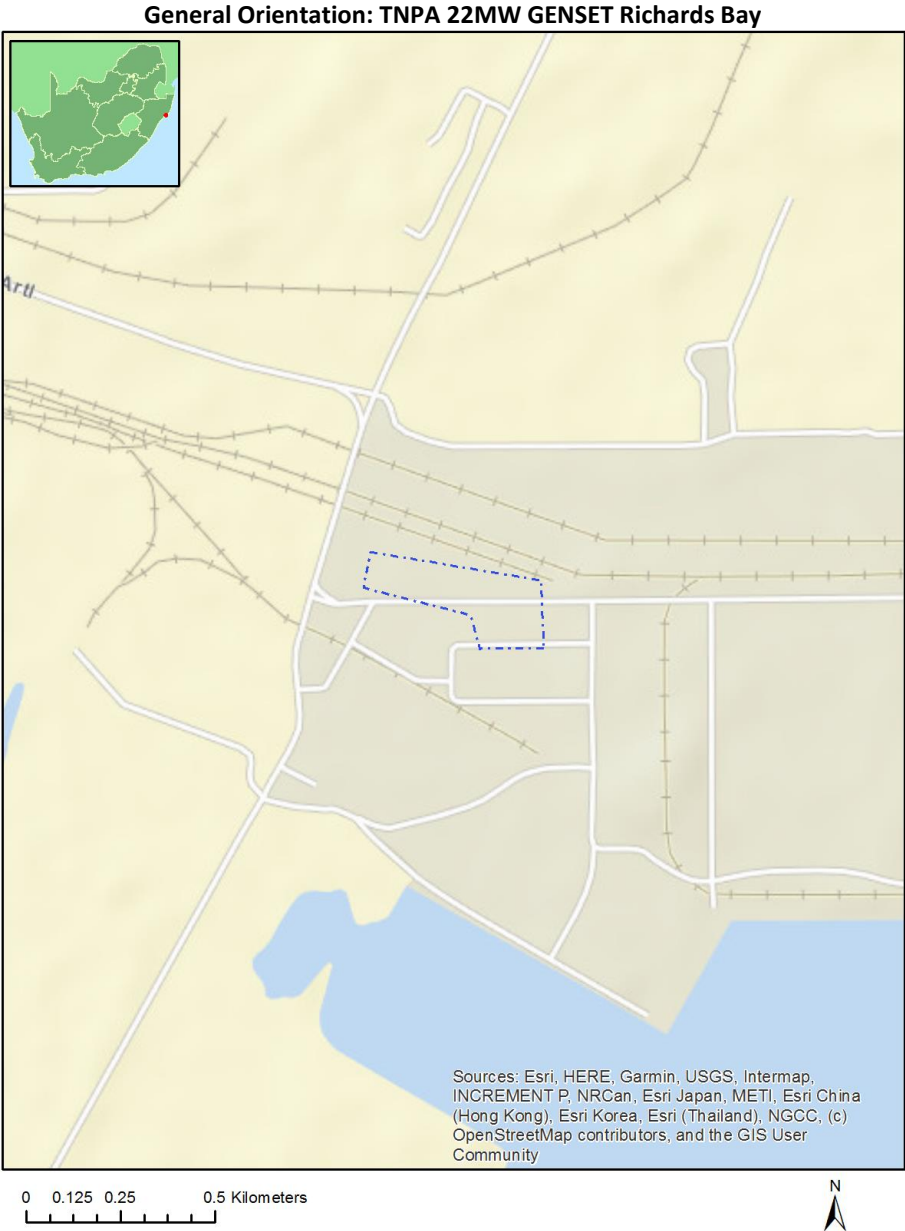 General Orientation: TNPA 22MW GENSET Richards Bay
Artl
Sources: Esri, HERE, Garmin, USGS, Intermap,
INCREMENT P, NRCan, Esri Japan, METI, Esri China
(Hong Kong), Esri Korea, Esri (Thailand), NGCC, (c)
OpenStreetMap contributors, and the GIS User
Community
0 0.125 0.25 0.5 Kilometers
N